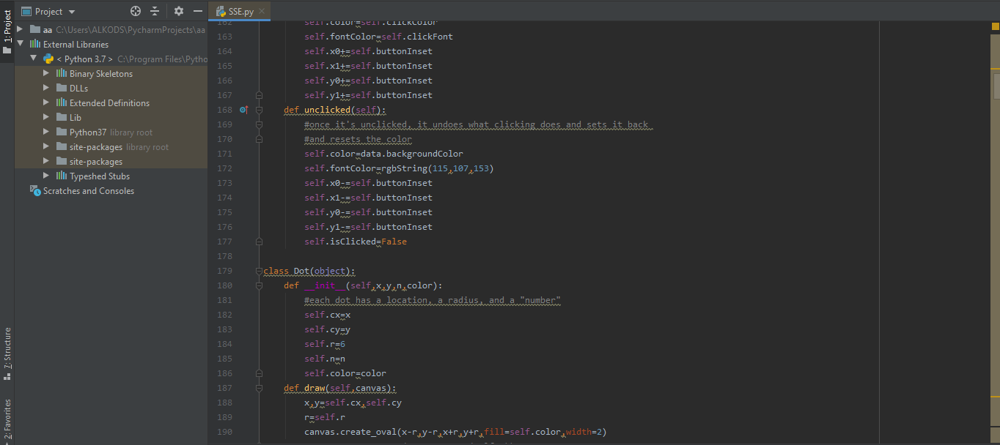 Project
SSE.py
1: Project
aa C:\Users\ALKODS\PycharmProjects\aa
External Libraries
< Python 3.7 > C:\Program Files\Pytho
Binary Skeletons
DLLs
Extended Definitions
Lib
Python37 library root
site-packages library root
site-packages
Typeshed Stubs
Scratches and Consoles
7: Structure
2: Favorites
162 self.color=self.clickColor
163 self.fontColor=self.clickFont
164 self.x0+=self.buttonInset
165 self.x1+=self.buttonInset
166 self.y0+=self.buttonInset
167 self.y1+=self.buttonInset
168 def unclicked(self):
169 #once it's unclicked, it undoes what clicking does and sets it back
170 #and resets the color
171 self.color=data.backgroundColor
172 self.fontColor=rgbString(115,107,153)
173 self.x0-=self.buttonInset
174 self.x1-=self.buttonInset
175 self.y0-=self.buttonInset
176 self.y1-=self.buttonInset
177 self.isClicked=False
178
179 class Dot(object):
180 def __init__(self,x,y,n,color):
181 #each dot has a location, a radius, and a "number"
182 self.cx=x
183 self.cy=y
184 self.r=6
185 self.n=n
186 self.color=color
187 def draw(self,canvas):
188 x,y=self.cx,self.cy
189 r=self.r
190 canvas.create_oval(x-r,y-r,x+r,y+r,fill=self.color,width=2)